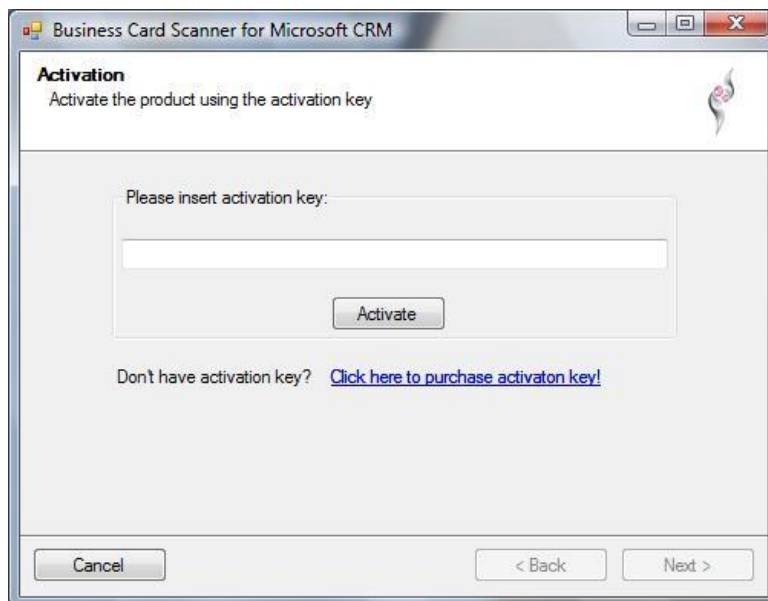 Business Card Scanner for Microsoft CRM
Activation
Activate the product using the activation key
Please insert activation key:
Activate
Don't have activation key? Click here to purchase activaton key!
Cancel < Back Next >